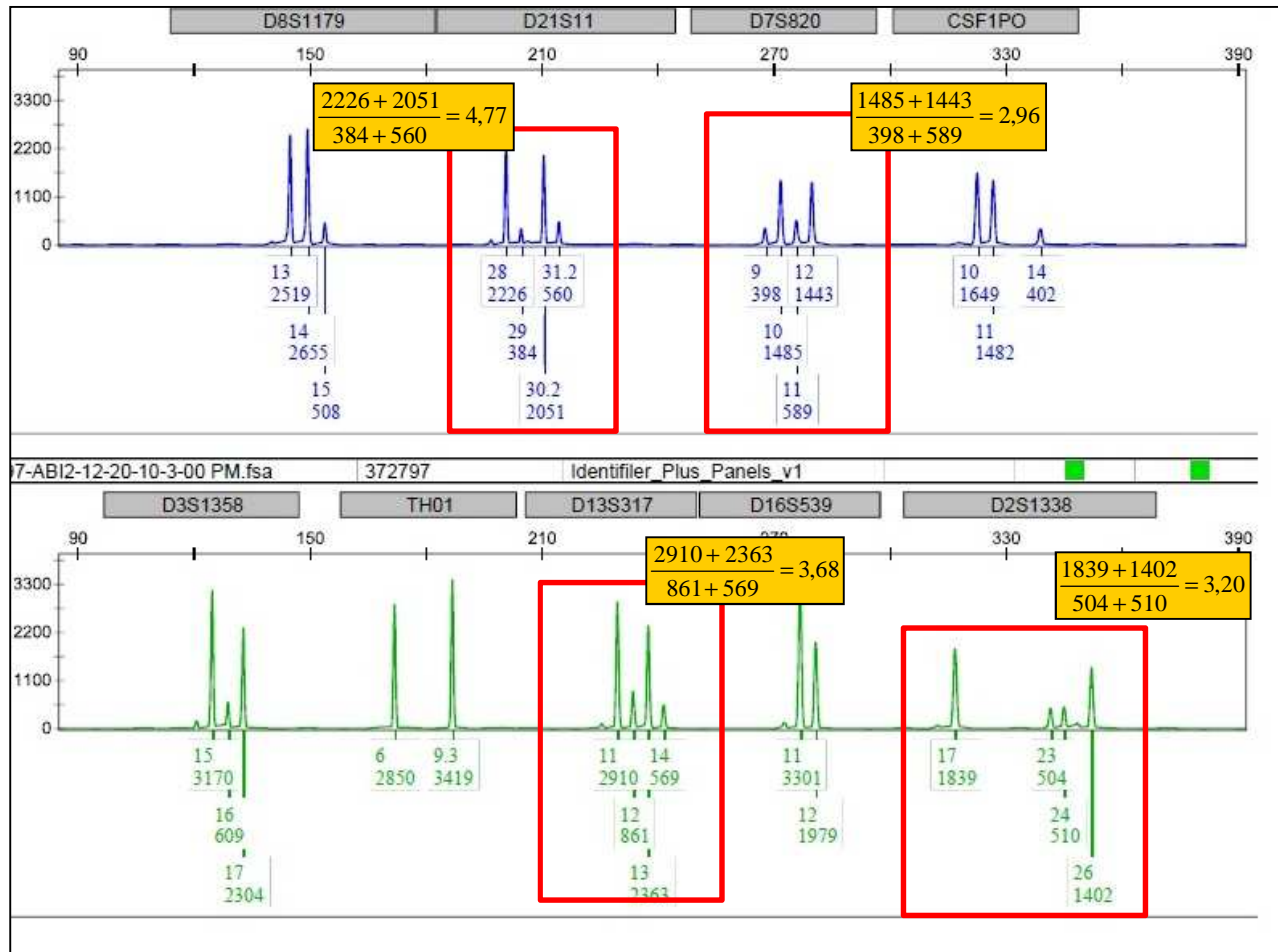 D8S1179 D21S11 D7S820 CSF1PO
90 150 210 270 330 390
3300
2200
1100
0
2226+2051
384+560
= 4,77
1485+1443
398+589
= 2,96
13 28 31.2 9 12 10 14
2519 2226 560 398 1443 1649 402
14 29 10 11
2655 384 1485 1482
15 30.2 11
508 2051 589
7-ABI2-12-20-10-3-00 PM.fsa 372797 Identifiler_Plus_Panels_v1
D3S1358 TH01 D13S317 D16S539 D2S1338
90 150 210 270 330 390
3300
2200
1100
0
2910+2363
861+569
= 3,68
1839+1402
504+510
= 3,20
15 6 9.3 11 14 11 17 23
3170 2850 3419 2910 569 3301 1839 504
16 12 12 24
609 861 1979 510
17 13 26
2304 2363 1402